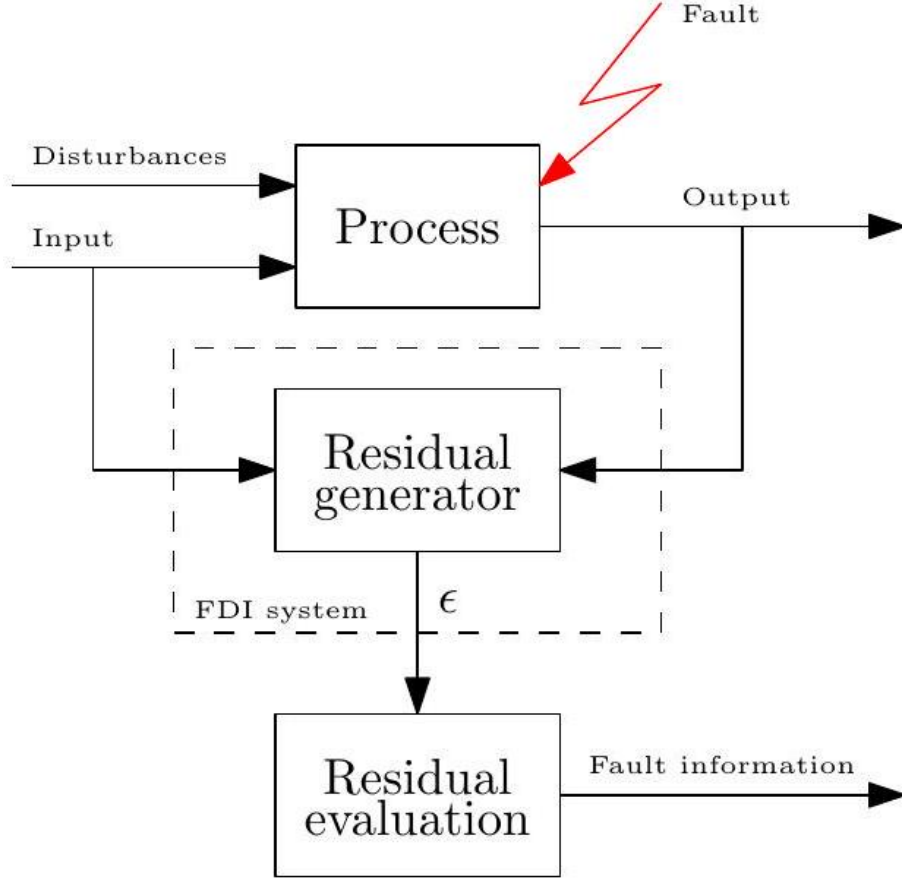 Fault
Disturbances
Process
Output
Input
Residual
generator
ϵ
FDI system
Residual
evaluation
Fault information